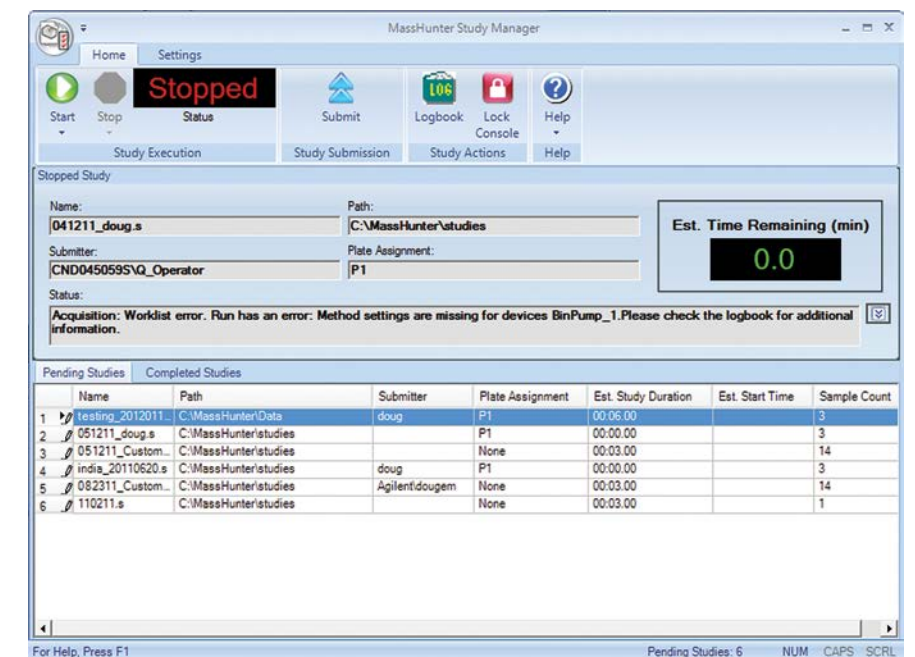 MassHunter Study Manager
Home Settings
Stopped
Start Stop Status Submit Logbook Lock Console Help
Study Execution Study Submission Study Actions Help
Stopped Study
Name: Path:
041211_doug.s C:\MassHunter\studies
Est. Time Remaining (min)
0.0
Submitter: Plate Assignment:
CND045059S\Q_Operator P1
Status:
Acquisition: Worklist error. Run has an error: Method settings are missing for devices BinPump_1.Please check the logbook for additional
information.
Pending Studies Completed Studies
Name Path Submitter Plate Assignment Est. Study Duration Est. Start Time Sample Count
1 testing_2012011... C:\MassHunter\Data doug P1 00:06.00 3
2 051211_doug.s C:\MassHunter\studies P1 00:00.00 3
3 051211_Custom... C:\MassHunter\studies None 00:03.00 14
4 india_20110620.s C:\MassHunter\studies doug P1 00:00.00 3
5 082311_Custom... C:\MassHunter\studies Agilent\dougem None 00:03.00 14
6 110211.s C:\MassHunter\studies None 00:03.00 1
For Help, Press F1 Pending Studies: 6 NUM CAPS SCRL